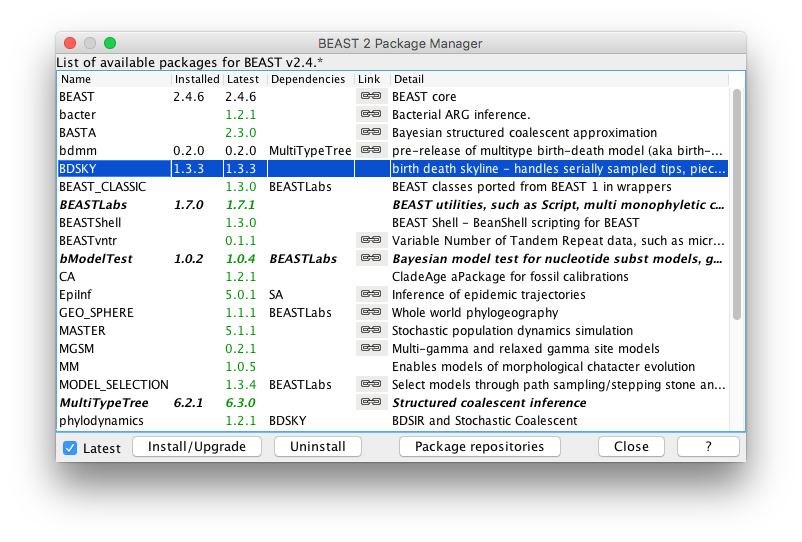 BEAST 2 Package Manager
List of available packages for BEAST v2.4.*
Name Installed Latest Dependencies Link Detail
BEAST 2.4.6 2.4.6 BEAST core
bacter 1.2.1 Bacterial ARG inference.
BASTA 2.3.0 Bayesian structured coalescent approximation
bdmm 0.2.0 0.2.0 MultiTypeTree pre-release of multitype birth-death model (aka birth-...
BDSKY 1.3.3 1.3.3 birth death skyline - handles serially sampled tips, piec...
BEAST_CLASSIC 1.3.0 BEASTLabs BEAST classes ported from BEAST 1 in wrappers
BEASTLabs 1.7.0 1.7.1 BEAST utilities, such as Script, multi monophyletic c...
BEASTShell 1.3.0 BEAST Shell - BeanShell scripting for BEAST
BEASTvntr 0.1.1 Variable Number of Tandem Repeat data, such as micr...
bModelTest 1.0.2 1.0.4 BEASTLabs Bayesian model test for nucleotide subst models, g...
CA 1.2.1 CladeAge aPackage for fossil calibrations
EpiInf 5.0.1 SA Inference of epidemic trajectories
GEO_SPHERE 1.1.1 BEASTLabs Whole world phylogeography
MASTER 5.1.1 Stochastic population dynamics simulation
MGSM 0.2.1 Multi-gamma and relaxed gamma site models
MM 1.0.5 Enables models of morphological chatacter evolution
MODEL_SELECTION 1.3.4 BEASTLabs Select models through path sampling/stepping stone an...
MultiTypeTree 6.2.1 6.3.0 Structured coalescent inference
phylodynamics 1.2.1 BDSKY BDSIR and Stochastic Coalescent
Latest Install/Upgrade Uninstall Package repositories Close ?